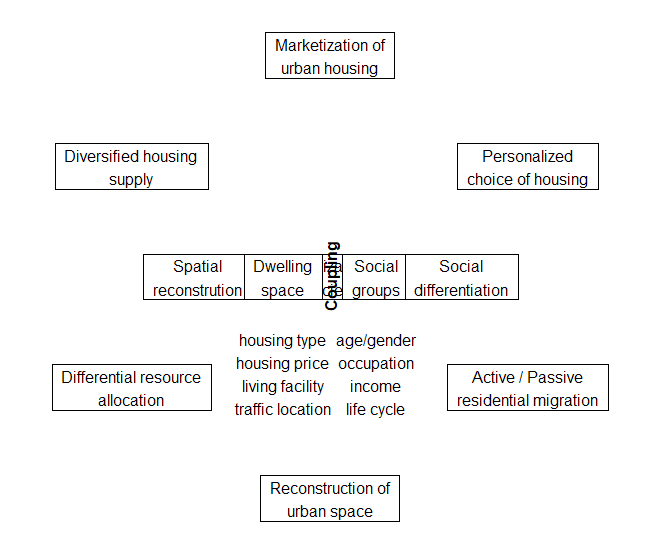 Marketization of
urban housing
Diversified housing
supply
Personalized
choice of housing
Spatial
reconstrution
Dwelling
space
Coupling
Social
groups
Social
differentiation
housing type
housing price
living facility
traffic location
age/gender
occupation
income
life cycle
Differential resource
allocation
Active / Passive
residential migration
Reconstruction of
urban space